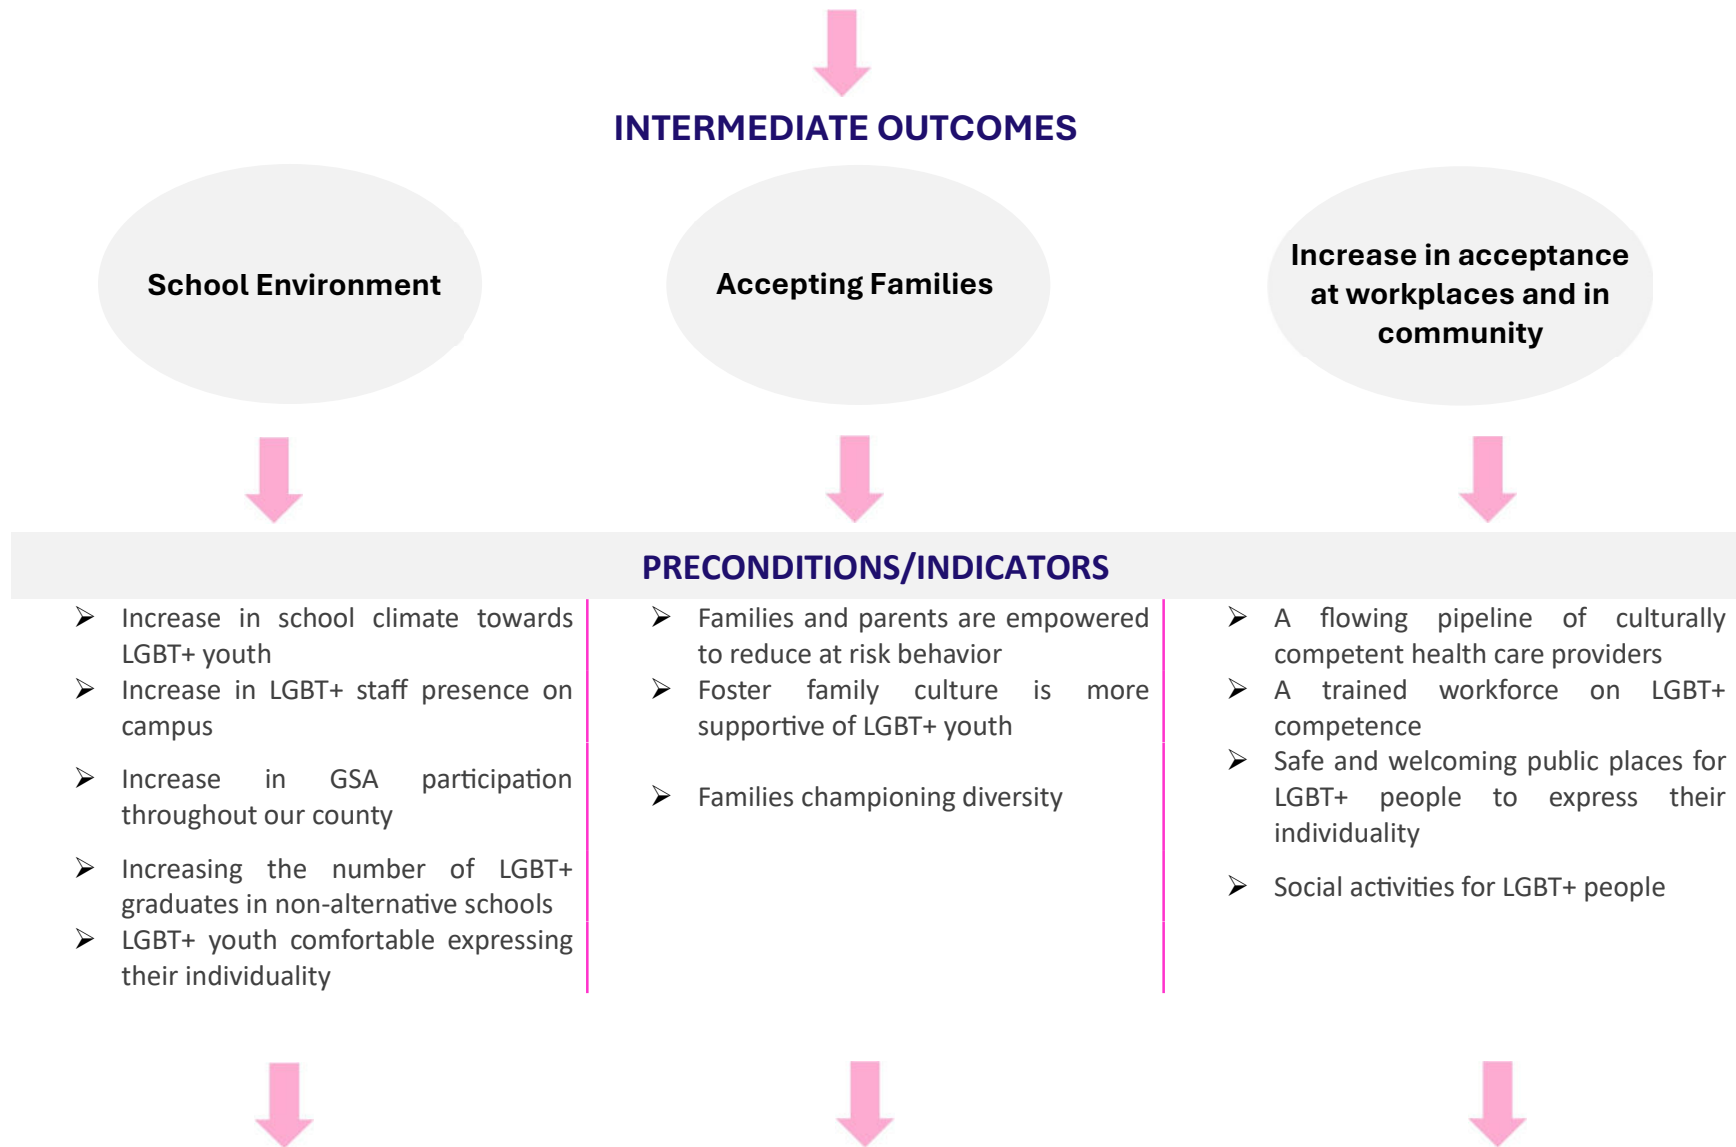 INTERMEDIATE OUTCOMES
School Environment
Accepting Families
Increase in acceptance
at workplaces and in
community
PRECONDITIONS/INDICATORS
➢ Increase in school climate towards
LGBT+ youth
➢ Increase in LGBT+ staff presence on
campus
➢ Increase in GSA participation
throughout our county
➢ Increasing the number of LGBT+
graduates in non-alternative schools
➢ LGBT+ youth comfortable expressing
their individuality
➢ Families and parents are empowered
to reduce at risk behavior
➢ Foster family culture is more
supportive of LGBT+ youth
➢ Families championing diversity
➢ A flowing pipeline of culturally
competent health care providers
➢ A trained workforce on LGBT+
competence
➢ Safe and welcoming public places for
LGBT+ people to express their
individuality
➢ Social activities for LGBT+ people